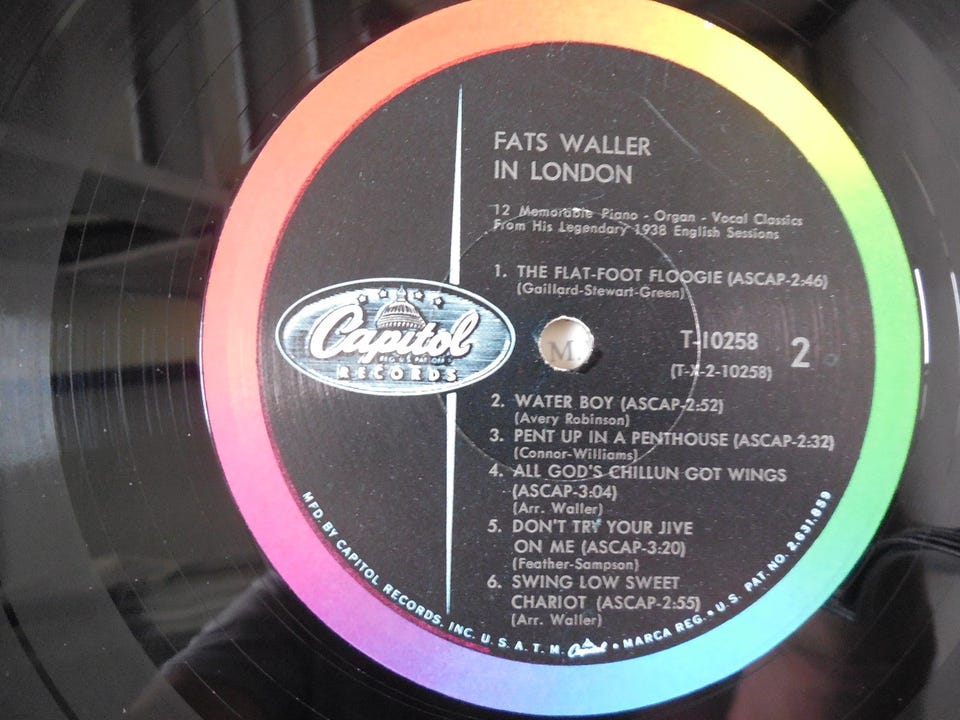 FATS WALLER
IN LONDON
12 Memorable Piano - Organ - Vocal Classics
From His Legendary 1938 English Sessions
1. THE FLAT-FOOT FLOOGIE (ASCAP-2:46)
(Gaillard-Stewart-Green)
Capitol
REG. U.S. PAT. OFF.
RECORDS
M.
T-10258
2
(T-X-2-10258)
2. WATER BOY (ASCAP-2:52)
(Avery Robinson)
3. PENT UP IN A PENTHOUSE (ASCAP-2:32)
(Connor-Williams)
4. ALL GOD'S CHILLUN GOT WINGS
(ASCAP-3:04)
(Arr. Waller)
5. DON'T TRY YOUR JIVE
ON ME (ASCAP-3:20)
(Feather-Sampson)
6. SWING LOW SWEET
CHARIOT (ASCAP-2:55)
(Arr. Waller)
MFD. BY CAPITOL RECORDS. INC. U. S. A. T. M. Capitol • MARCA REG. • U.S. PAT. NO. 2,631,859